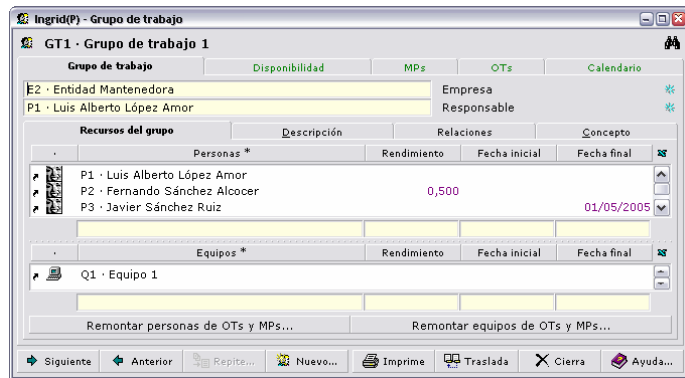 Ingrid(P) - Grupo de trabajo
GT1 · Grupo de trabajo 1
Grupo de trabajo Disponibilidad MPs OTs Calendario
E2 · Entidad Mantenedora Empresa
P1 · Luis Alberto López Amor Responsable
Recursos del grupo Descripción Relaciones Concepto
· Personas * Rendimiento Fecha inicial Fecha final
P1 · Luis Alberto López Amor
P2 · Fernando Sánchez Alcocer 0,500
P3 · Javier Sánchez Ruiz 01/05/2005
· Equipos * Rendimiento Fecha inicial Fecha final
Q1 · Equipo 1
Remontar personas de OTs y MPs... Remontar equipos de OTs y MPs...
Siguiente Anterior Repite... Nuevo... Imprime Traslada Cierra Ayuda...